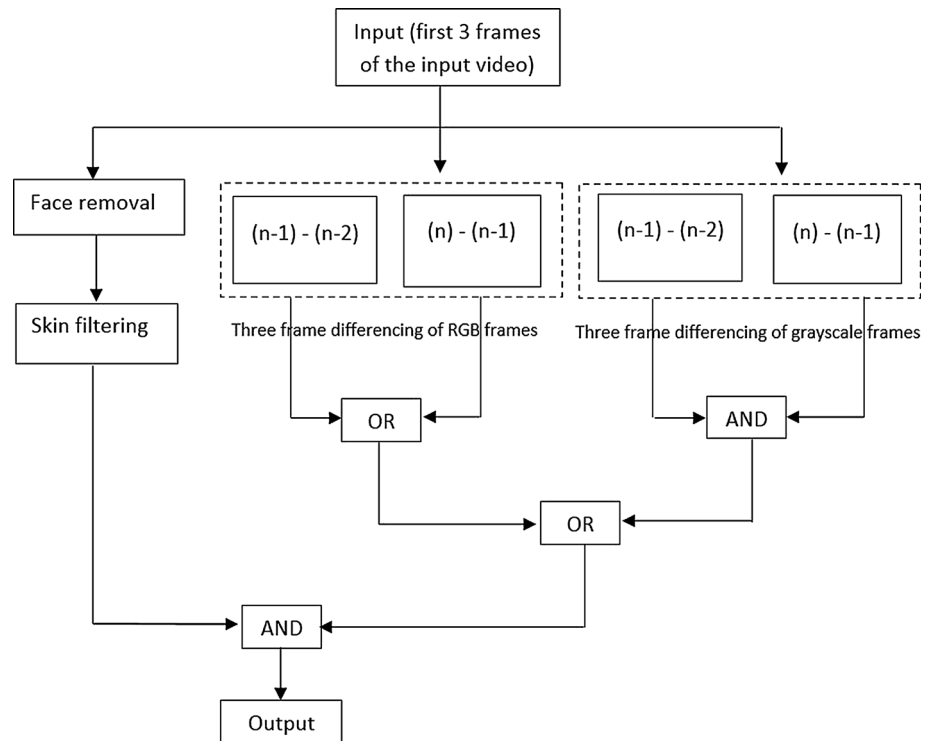 Input (first 3 frames
of the input video)
Face removal
(n-1) - (n-2)
(n) - (n-1)
(n-1) - (n-2)
(n) - (n-1)
Skin filtering
Three frame differencing of RGB frames
Three frame differencing of grayscale frames
OR
AND
OR
AND
Output